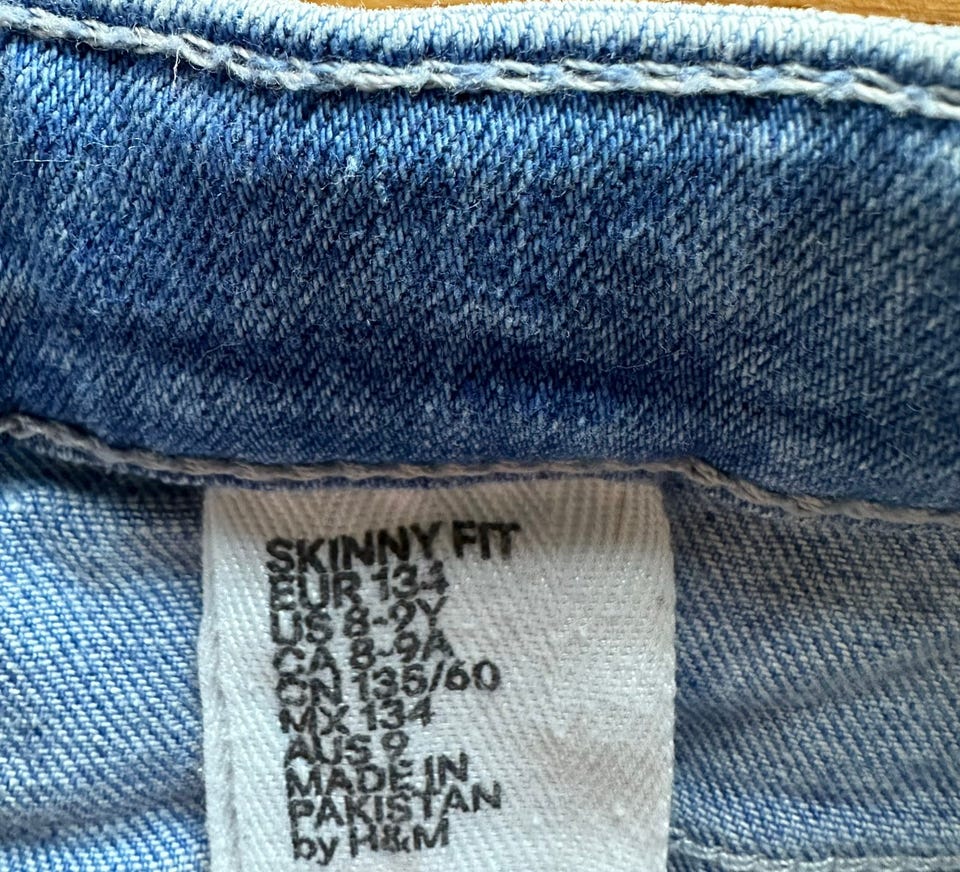 SKINNY FIT
EUR 134
US 8-9Y
CA 8-9A
CN 135/60
MX 134
AUS 9
MADE IN
PAKISTAN
by H&M